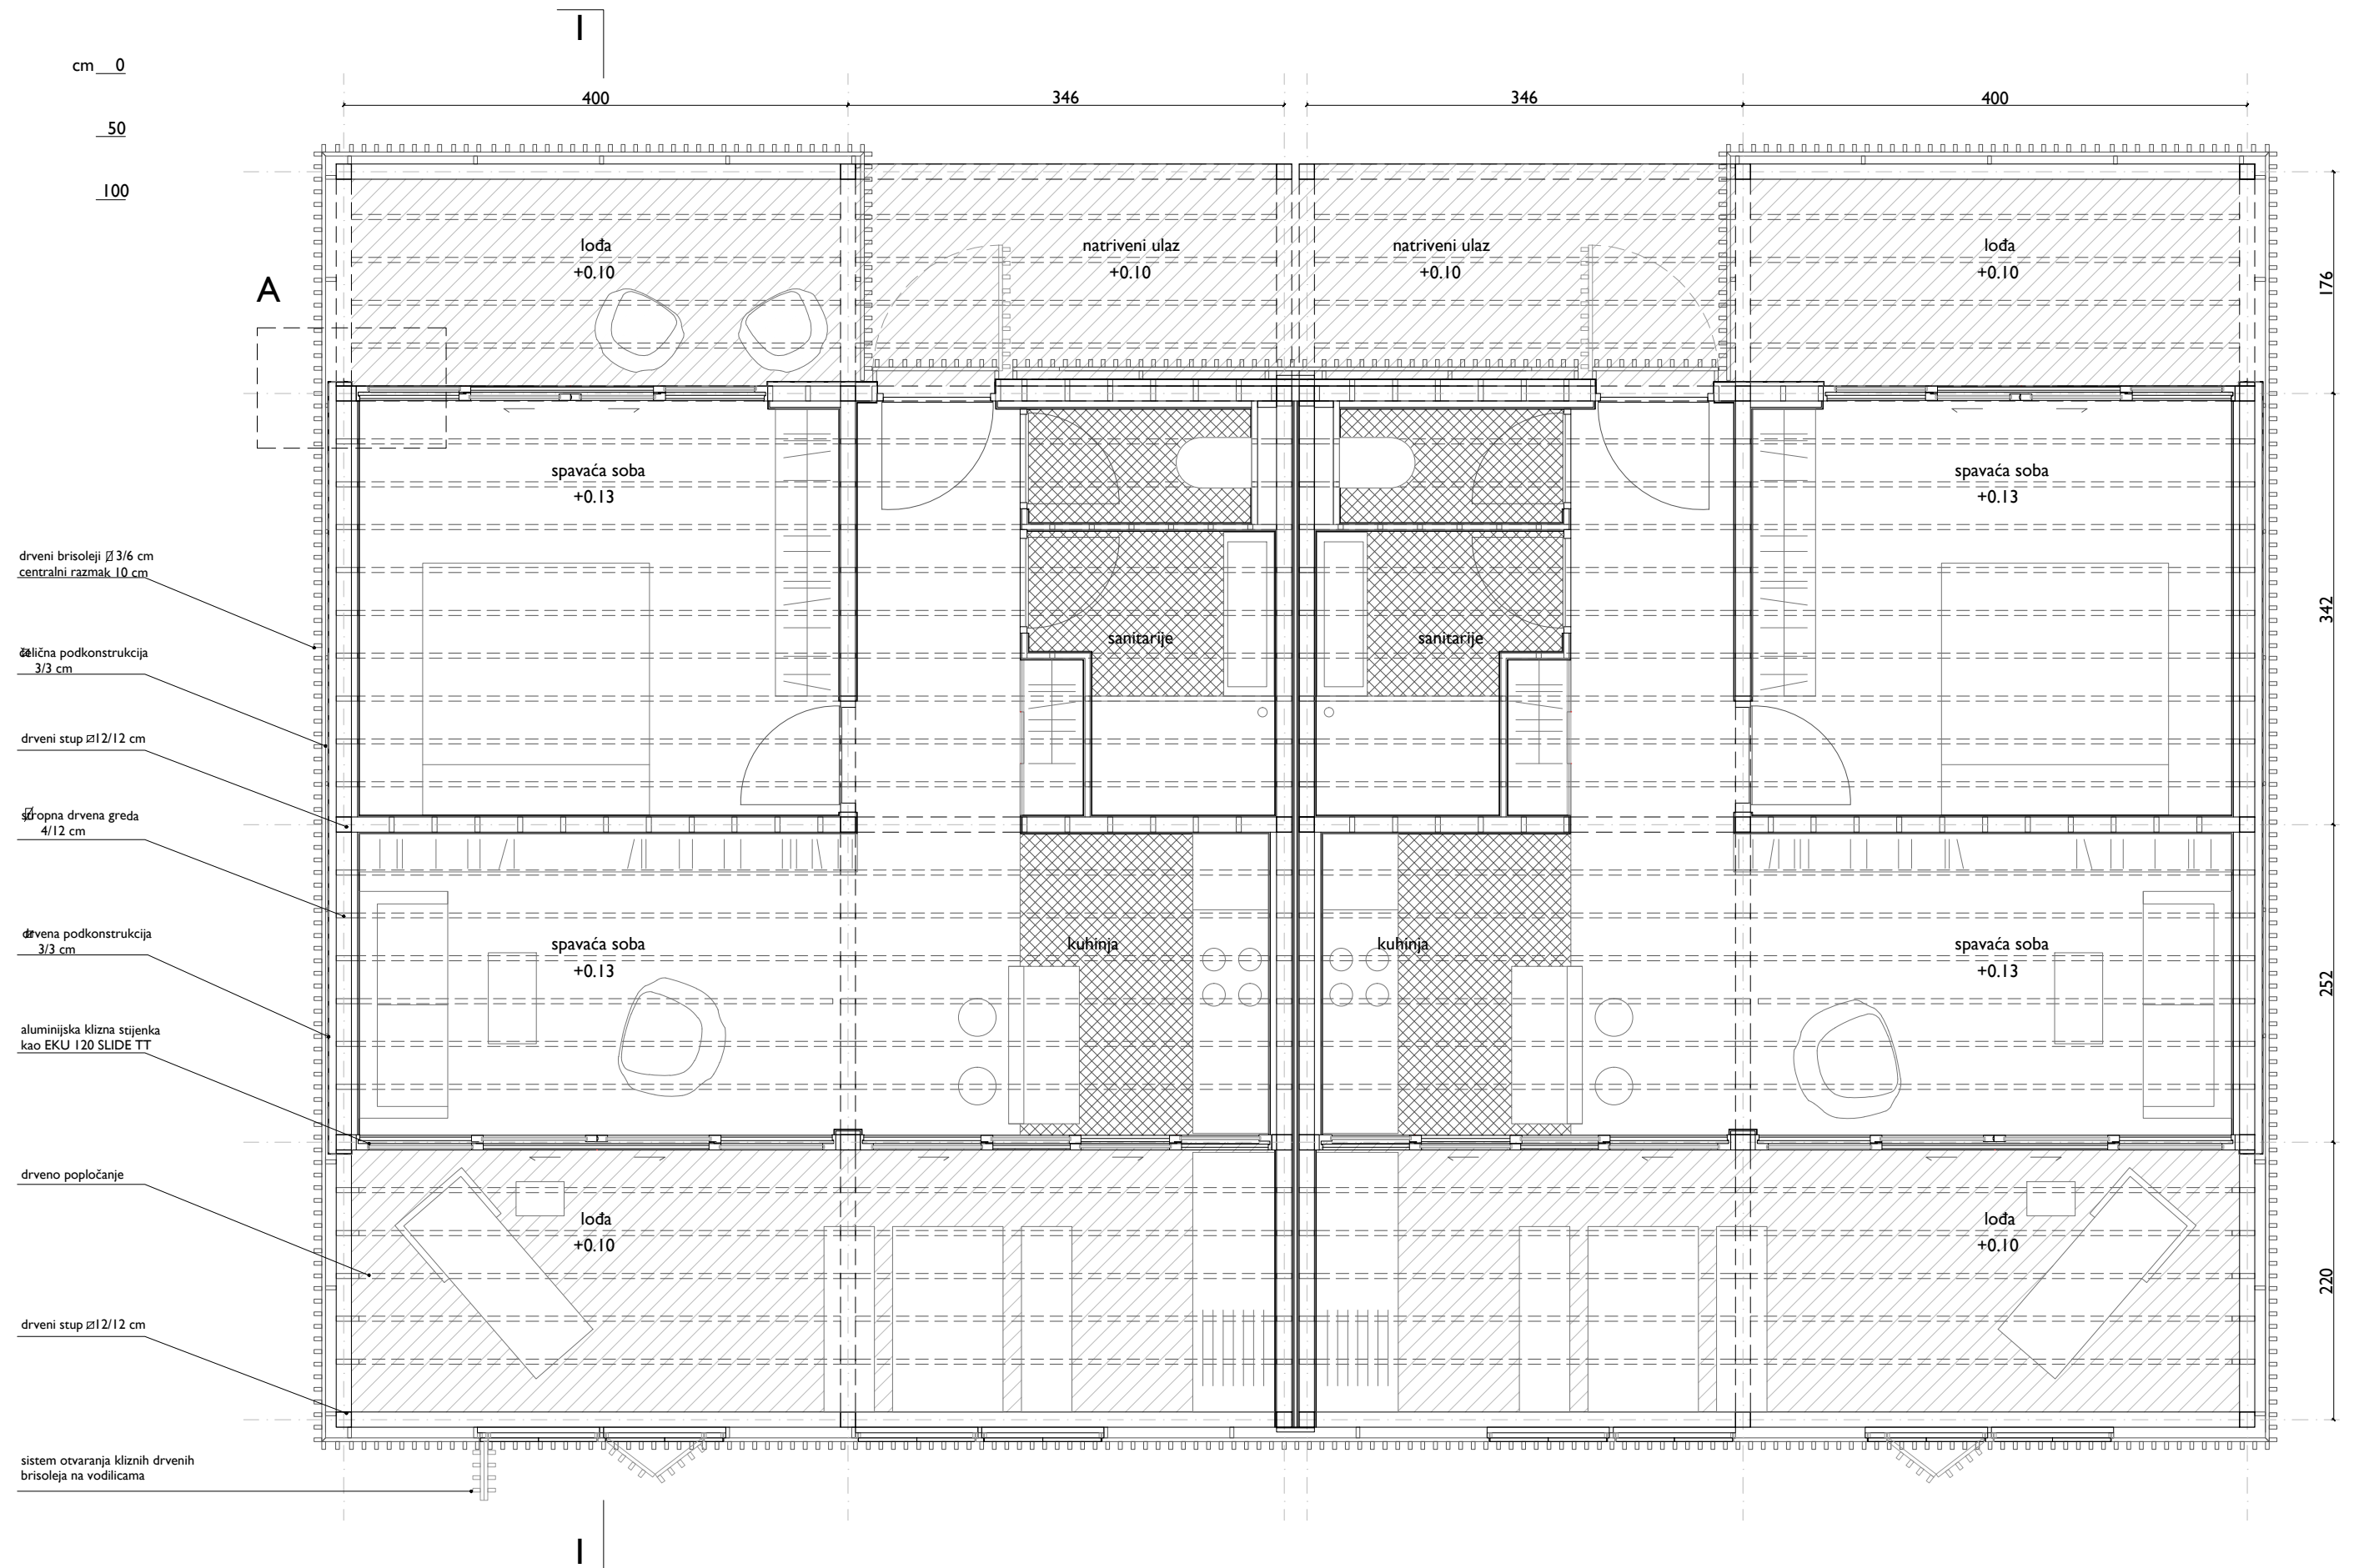 I
cm 0
50
100
400
346
346
400
lođa
+0.10
natriveni ulaz
+0.10
natriveni ulaz
+0.10
lođa
+0.10
176
A
spavaća soba
+0.13
spavaća soba
+0.13
drveni brisoleji 3/6 cm
centralni razmak 10 cm
342
sanitarije
sanitarije
čelična podkonstrukcija
3/3 cm
drveni stup 12/12 cm
stropna drvena greda
4/12 cm
drvena podkonstrukcija
3/3 cm
spavaća soba
+0.13
kuhinja
kuhinja
spavaća soba
+0.13
252
aluminijska klizna stijenka
kao EKU 120 SLIDE TT
drveno popločanje
lođa
+0.10
lođa
+0.10
220
drveni stup 12/12 cm
sistem otvaranja kliznih drvenih
brisoleja na vodilicama
I